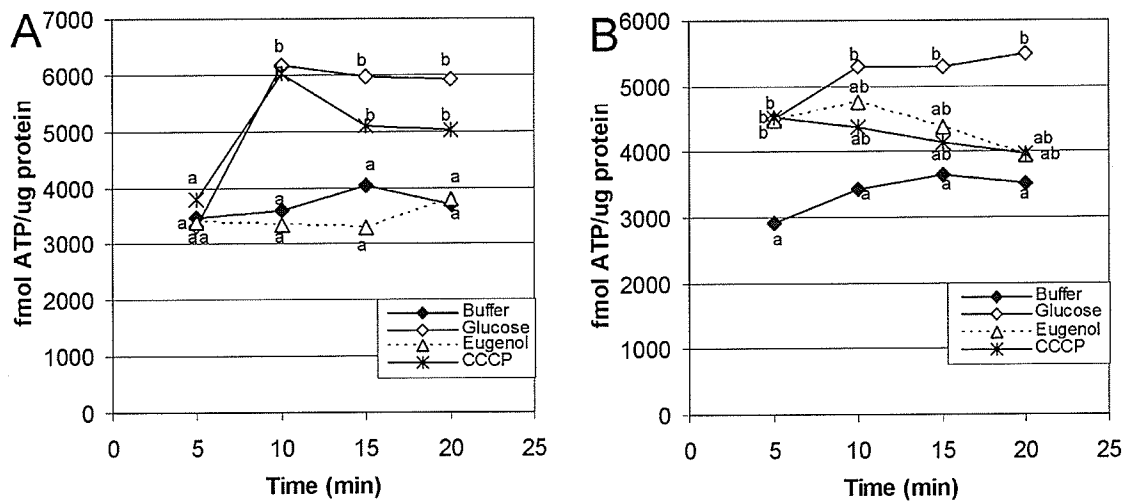 A
fmol ATP/ug protein
7000
6000
5000
4000
3000
2000
1000
0
b
b
b
b
b
a
a
a
a
a
a
a a
a
a
a
Buffer
Glucose
Eugenol
CCCP
0 5 10 15 20 25
Time (min)
B
fmol ATP/ug protein
6000
5000
4000
3000
2000
1000
0
b
b
b
b
b
b
ab
ab
ab
ab
ab
ab
a
a
a
a
Buffer
Glucose
Eugenol
CCCP
0 5 10 15 20 25
Time (min)